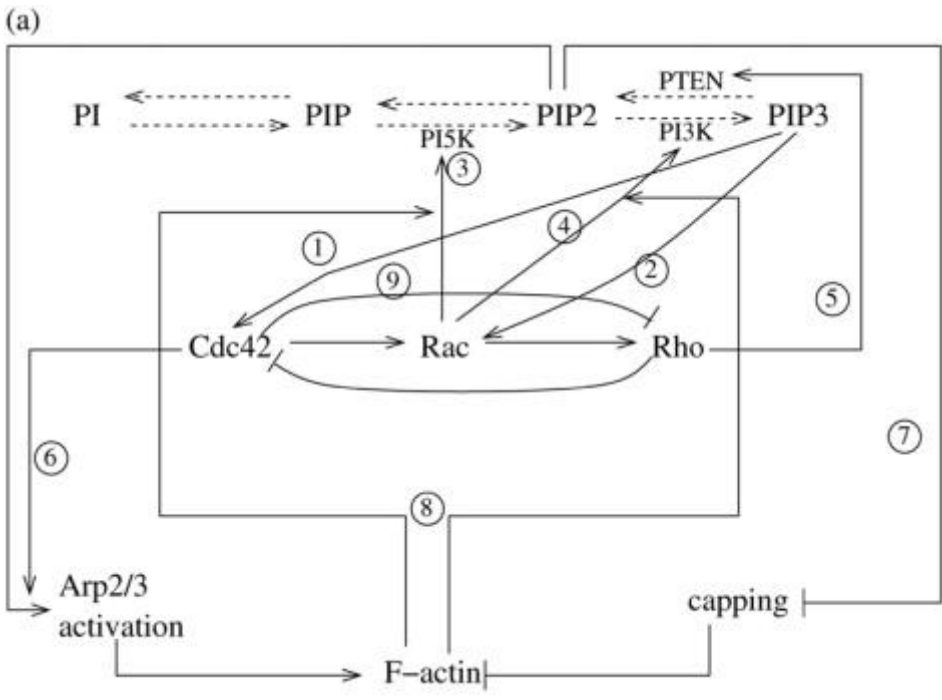 (a)
PTEN
PI PIP PIP2 PIP3
PI5K PI3K
③
④
① ②
⑨ ⑤
Cdc42 Rac Rho
⑦
⑥
⑧
Arp2/3 capping
activation
F-actin